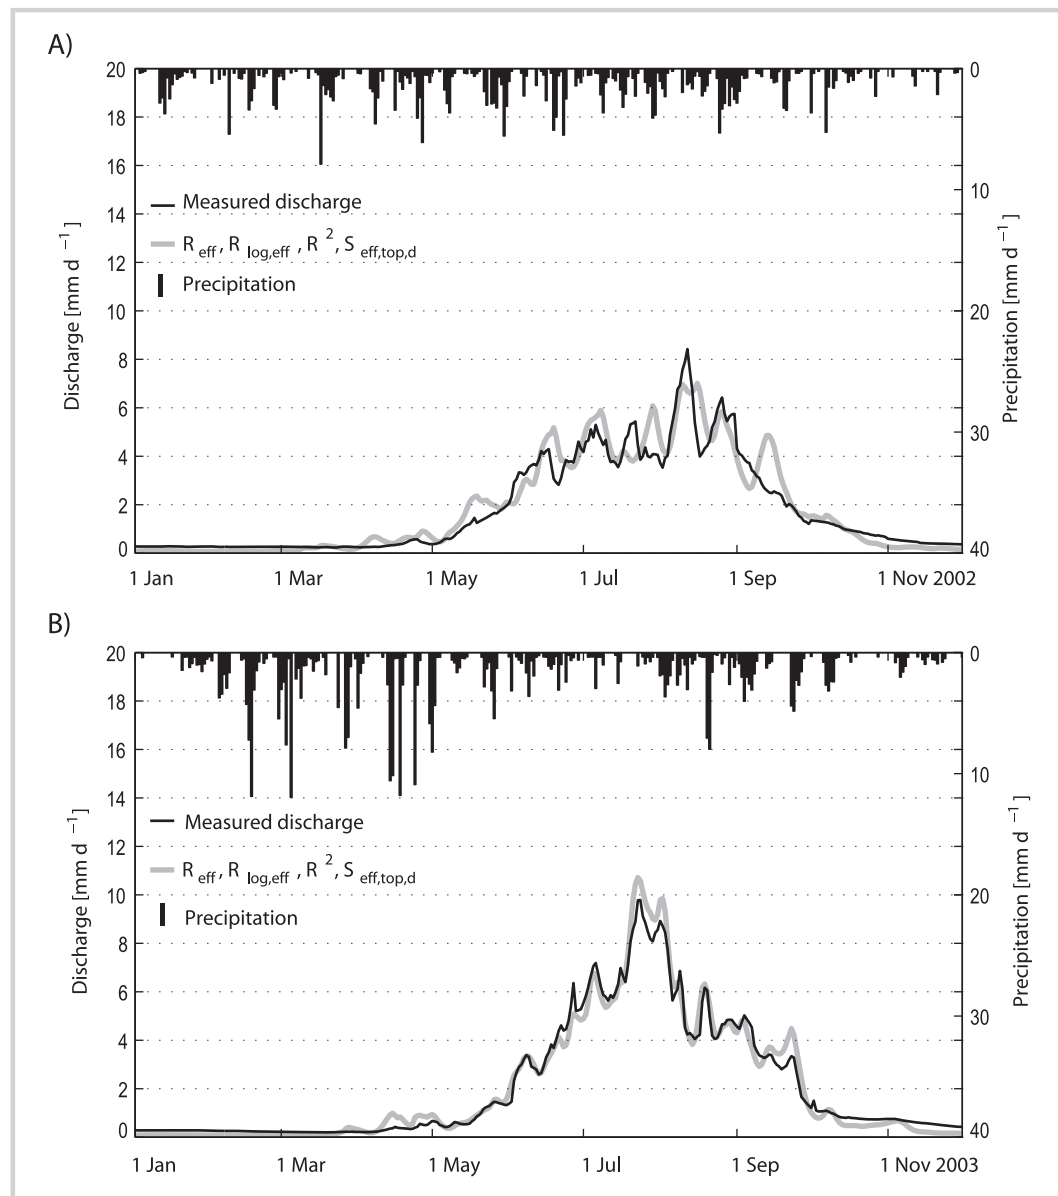 A)
20
18
16
14
12
10
8
6
4
2
0
Discharge [mm d −1 ]
0
10
20
30
40
Precipitation [mm d −1 ]
Measured discharge
R eff , R log,eff , R 2 , S eff,top,d
Precipitation
1 Jan
1 Mar
1 May
1 Jul
1 Sep
1 Nov 2002
B)
20
18
16
14
12
10
8
6
4
2
0
Discharge [mm d −1 ]
0
10
20
30
40
Precipitation [mm d −1 ]
Measured discharge
R eff , R log,eff , R 2 , S eff,top,d
Precipitation
1 Jan
1 Mar
1 May
1 Jul
1 Sep
1 Nov 2003